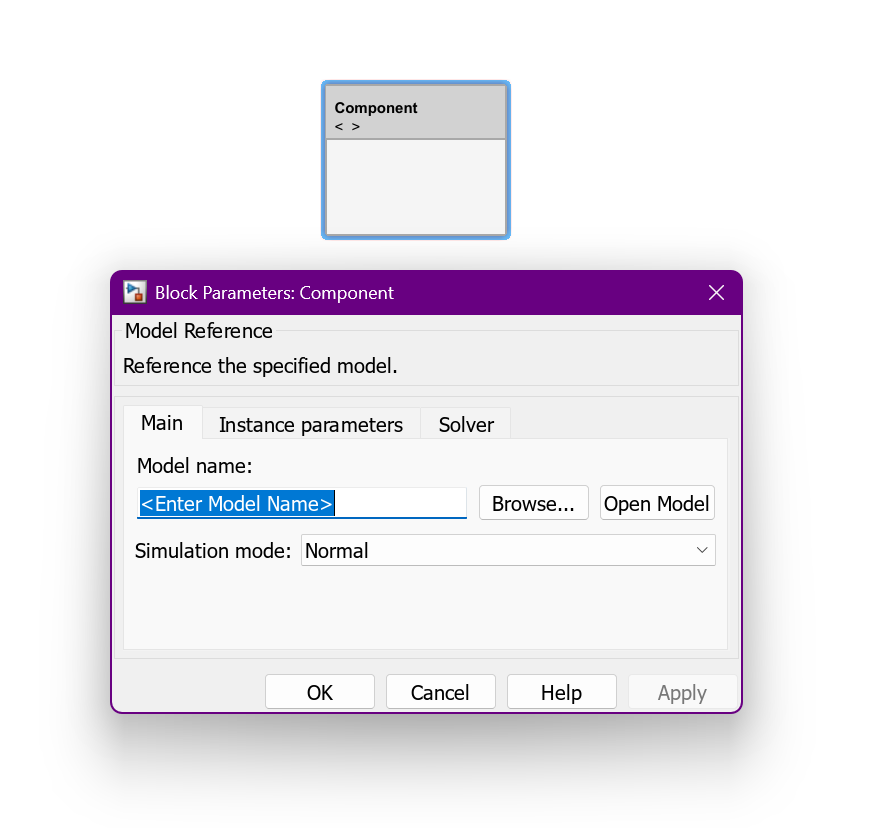 Component
< >
Block Parameters: Component
Model Reference
Reference the specified model.
Main Instance parameters Solver
Model name:
<Enter Model Name> Browse... Open Model
Simulation mode: Normal
OK Cancel Help Apply